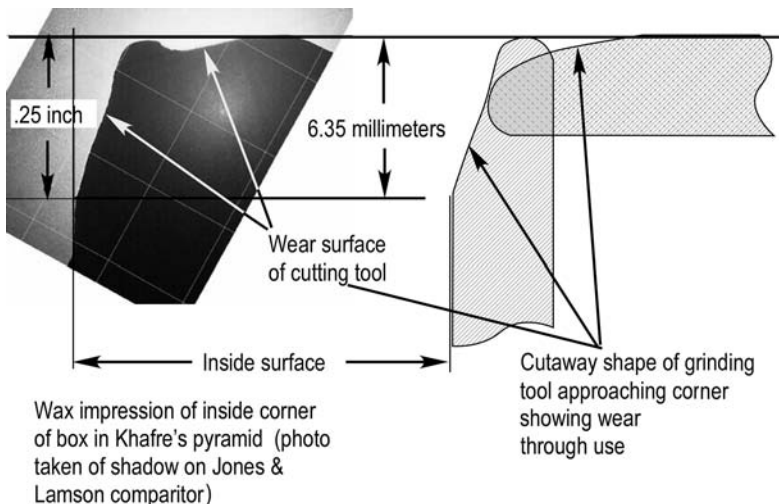 .25 inch
6.35 millimeters
Wear surface
of cutting tool
Inside surface
Cutaway shape of grinding
tool approaching corner
showing wear
through use
Wax impression of inside corner
of box in Khafre's pyramid (photo
taken of shadow on Jones &
Lamson comparitor)